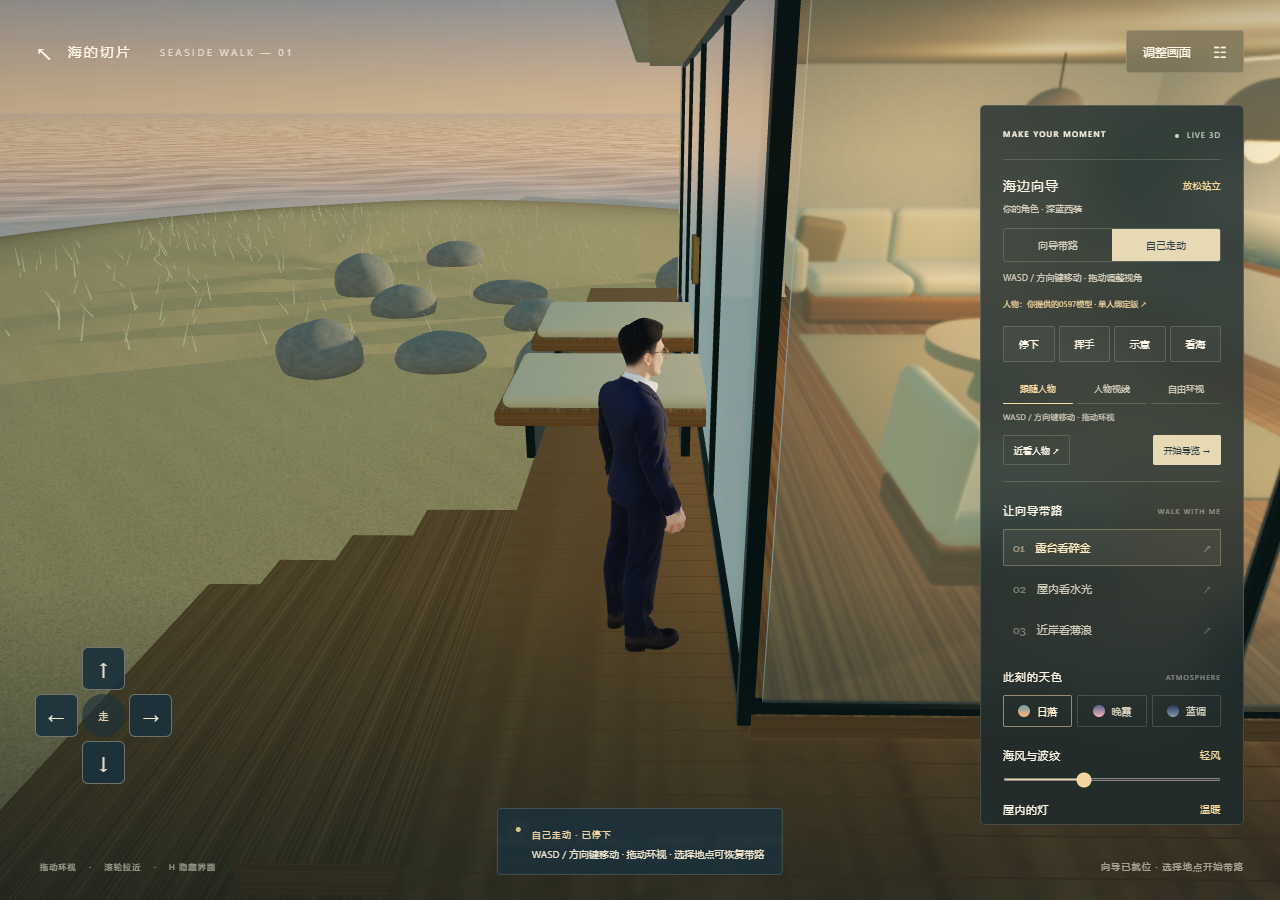 ↖ 海的切片 SEASIDE WALK — 01
调整画面
MAKE YOUR MOMENT • LIVE 3D
海边向导 放松站立
你的角色 · 深蓝西装
向导带路 自己走动
WASD / 方向键移动 · 拖动调整视角
人物：你提供的0597模型 · 单人绑定版 ↗
停下 挥手 示意 看海
跟随人物 人物视线 自由环视
WASD / 方向键移动 · 拖动环视
近看人物 ↗ 开始导览 →
让向导带路 WALK WITH ME
01 露台看碎金 ↗
02 屋内看水光 ↗
03 近岸看薄浪 ↗
此刻的天色 ATMOSPHERE
日落 晚霞 蓝调
海风与波纹 轻风
屋内的灯 温暖
↑
← 走 →
↓
自己走动 · 已停下
WASD / 方向键移动 · 拖动环视 · 选择地点可恢复带路
拖动环视 · 滚轮拉近 · H 隐藏界面
向导已就位 · 选择地点开始带路